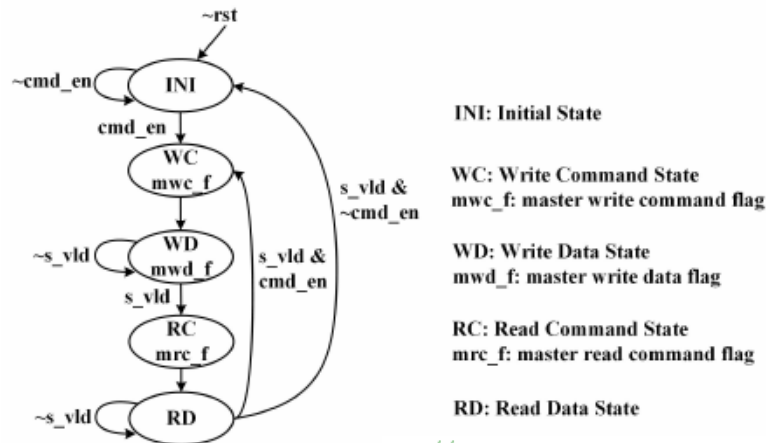 ~rst
~cmd_en
INI
cmd_en
WC
mwc_f
s_vld &
~cmd_en
~s_vld
WD
mwd_f
s_vld &
cmd_en
s_vld
RC
mrc_f
~s_vld
RD
INI: Initial State
WC: Write Command State
mwc_f: master write command flag
WD: Write Data State
mwd_f: master write data flag
RC: Read Command State
mrc_f: master read command flag
RD: Read Data State